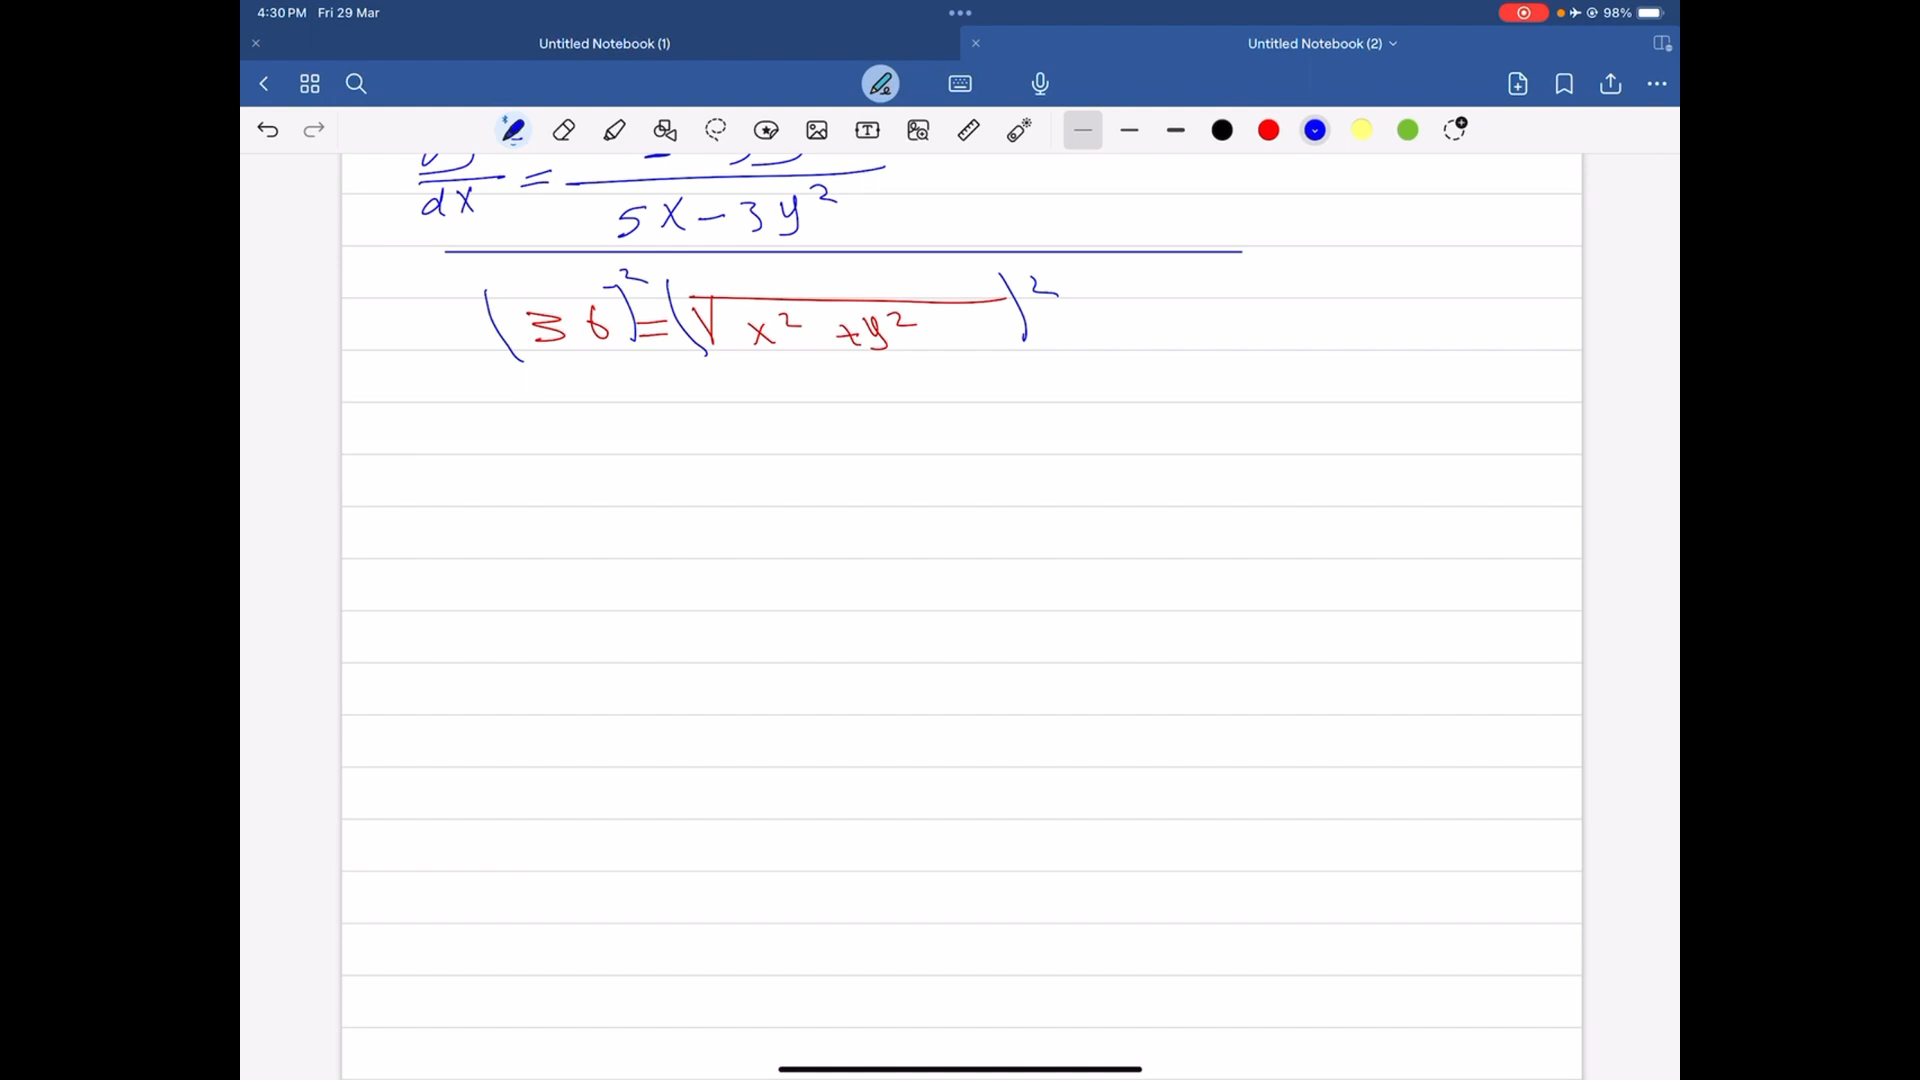 4:30 PM Fri 29 Mar 98%
Untitled Notebook (1) Untitled Notebook (2)
dx = 5x - 3y²
(36)² = (√x² + y²)²